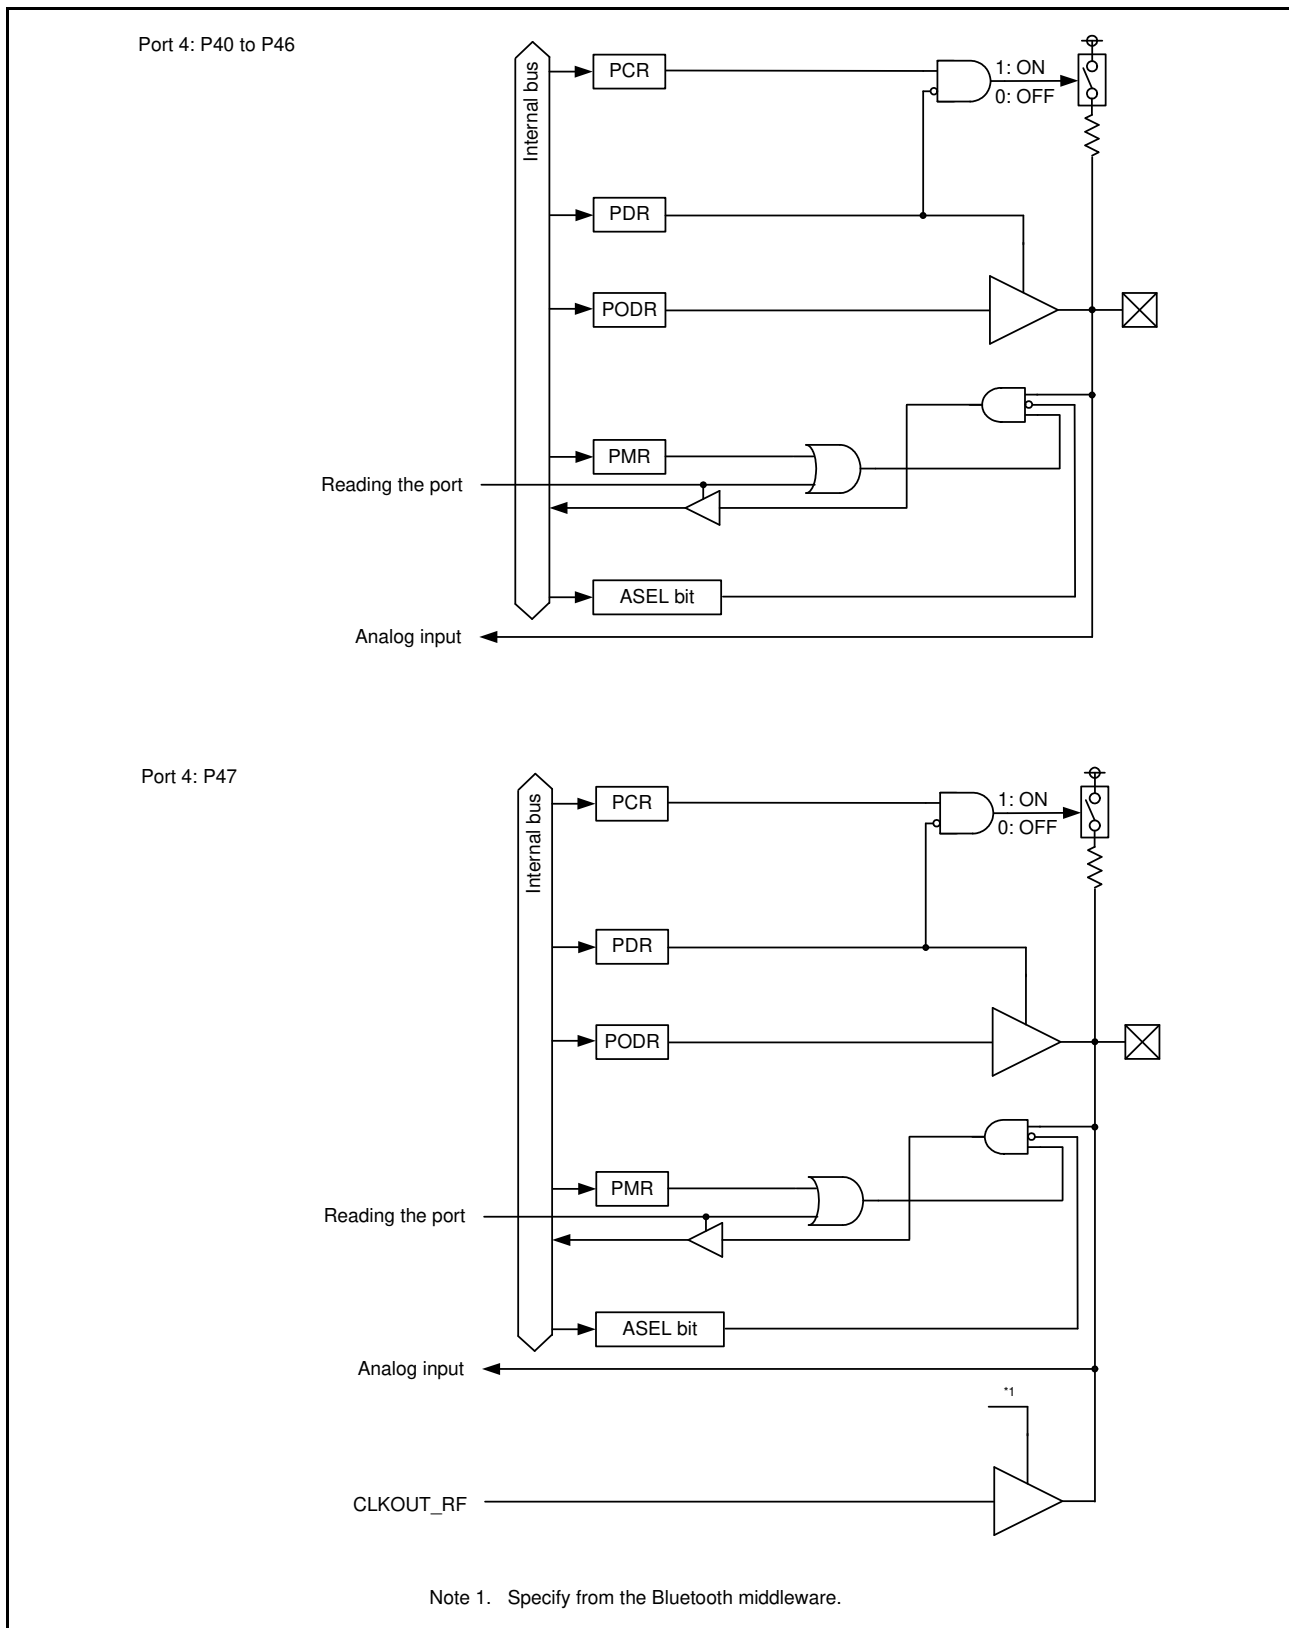 Port 4: P40 to P46
Internal bus
PCR
1: ON
0: OFF
PDR
PODR
PMR
Reading the port
ASEL bit
Analog input
Port 4: P47
Internal bus
PCR
1: ON
0: OFF
PDR
PODR
PMR
Reading the port
ASEL bit
Analog input
*1
CLKOUT_RF
Note 1. Specify from the Bluetooth middleware.